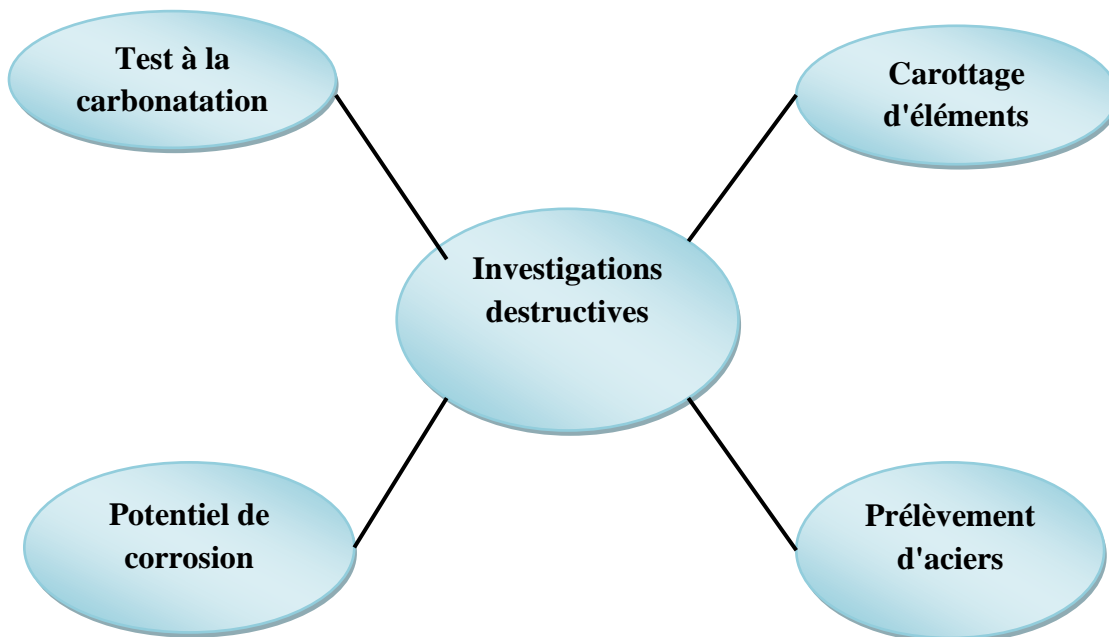 Test à la
carbonatation
Carottage
d'éléments
Investigations
destructives
Potentiel de
corrosion
Prélèvement
d'aciers